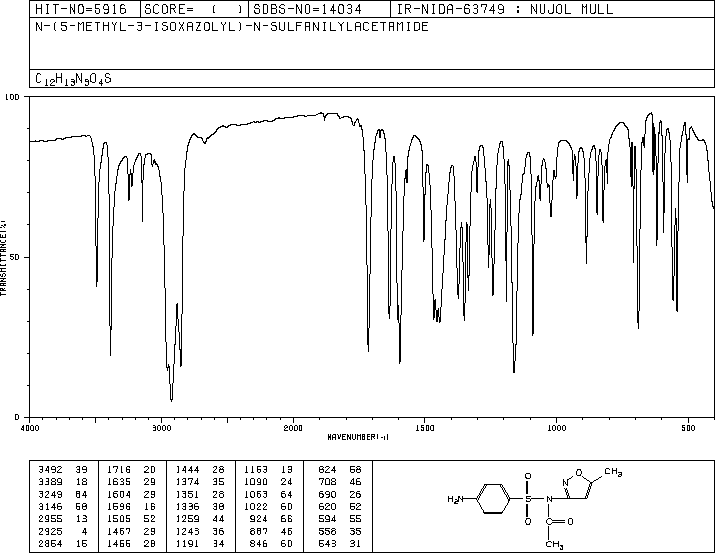 HIT-NO=5916 SCORE= ( ) SDBS-NO=14034 IR-NIDA-63749 : NUJOL MULL
N-(5-METHYL-3-ISOXAZOLYL)-N-SULFANILYLACETAMIDE
C12H13N3O4S
100
TRANSMITTANCE(%)
50
0
4000 3000 2000 1500 1000 500
WAVENUMBER(-1)
3492 39 1716 20 1444 28 1163 13 824 58
3389 18 1635 29 1374 35 1090 24 708 46
3249 64 1604 29 1351 28 1063 64 690 26
3146 60 1596 16 1336 38 1022 60 620 52
2955 13 1505 52 1259 44 924 66 594 55
2925 4 1467 29 1243 36 887 46 558 35
2854 15 1456 28 1191 34 846 60 543 31
H2N
O
S
O
N
N
O
CH3
C
O
CH3